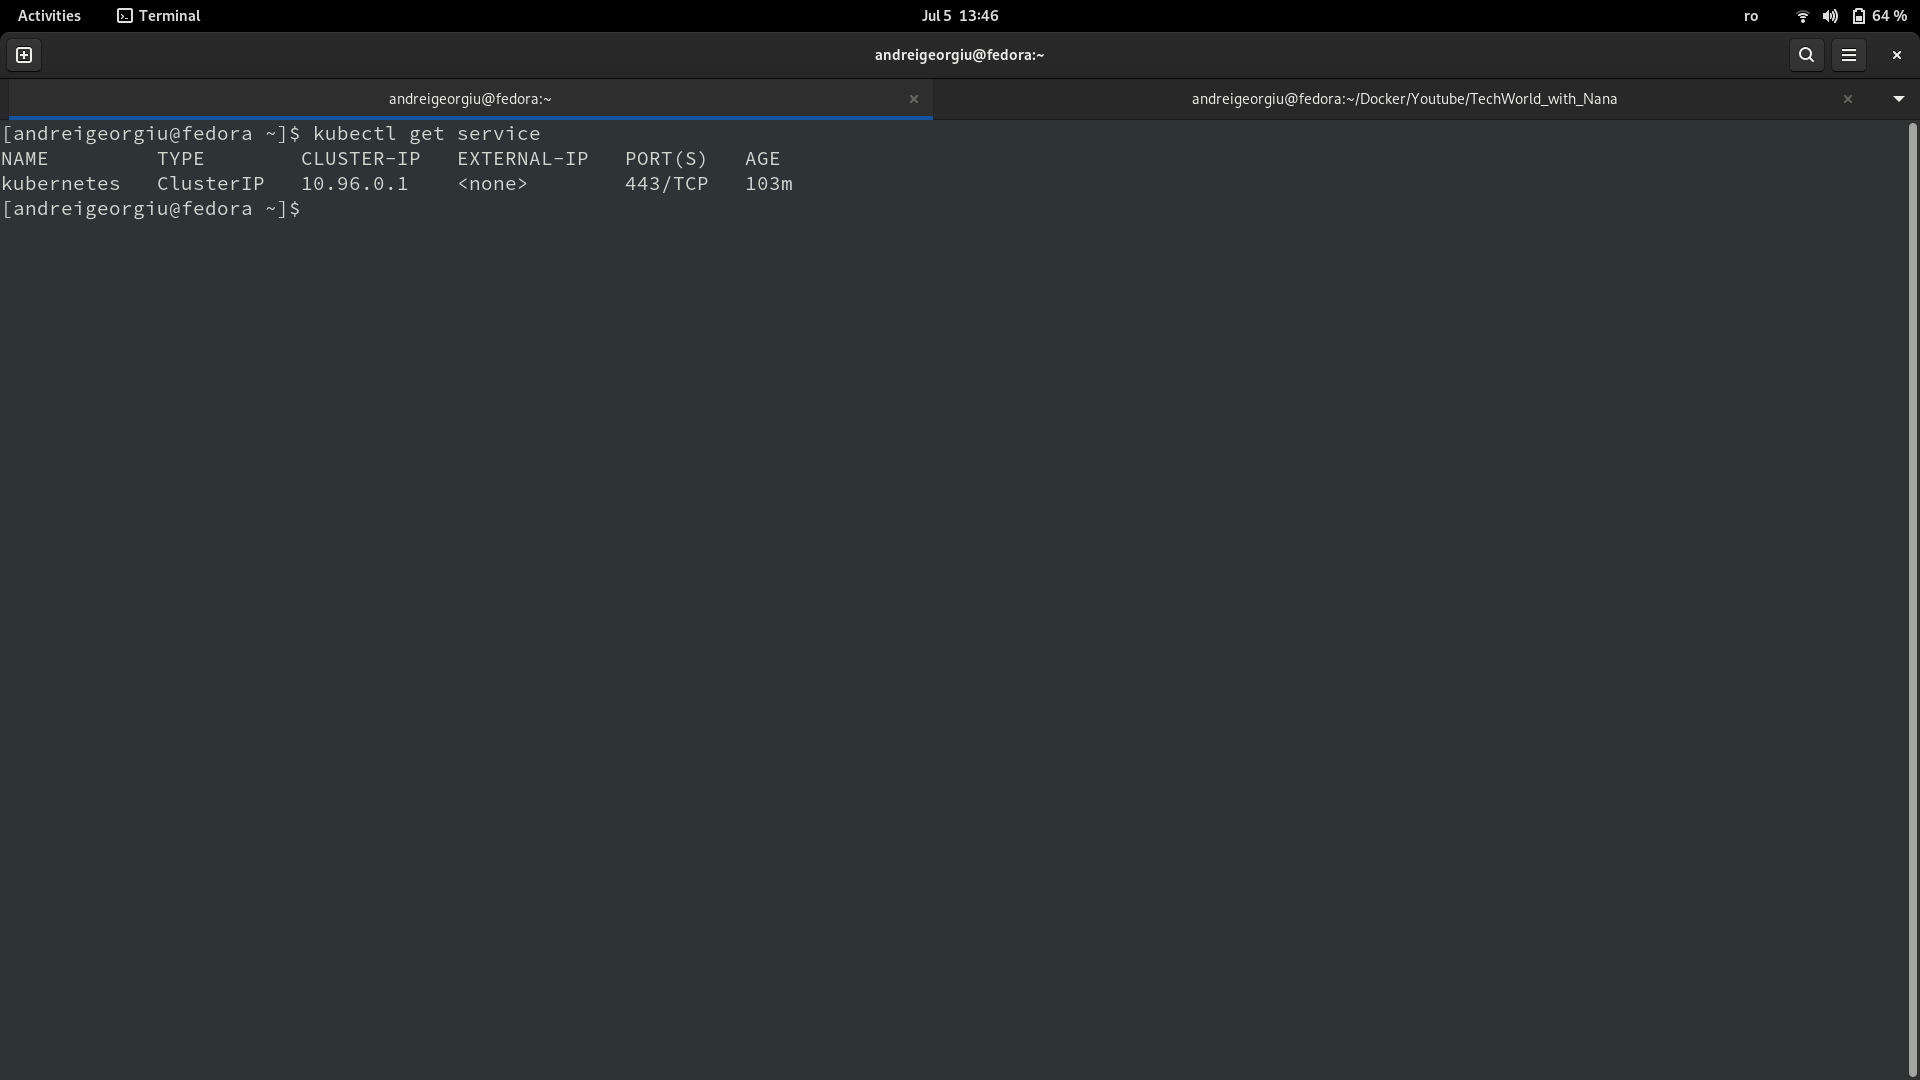 Activities Terminal Jul 5 13:46 ro 64 %
andreigeorgiu@fedora:~
andreigeorgiu@fedora:~ andreigeorgiu@fedora:~/Docker/Youtube/TechWorld_with_Nana
[andreigeorgiu@fedora ~]$ kubectl get service
NAME TYPE CLUSTER-IP EXTERNAL-IP PORT(S) AGE
kubernetes ClusterIP 10.96.0.1 <none> 443/TCP 103m
[andreigeorgiu@fedora ~]$